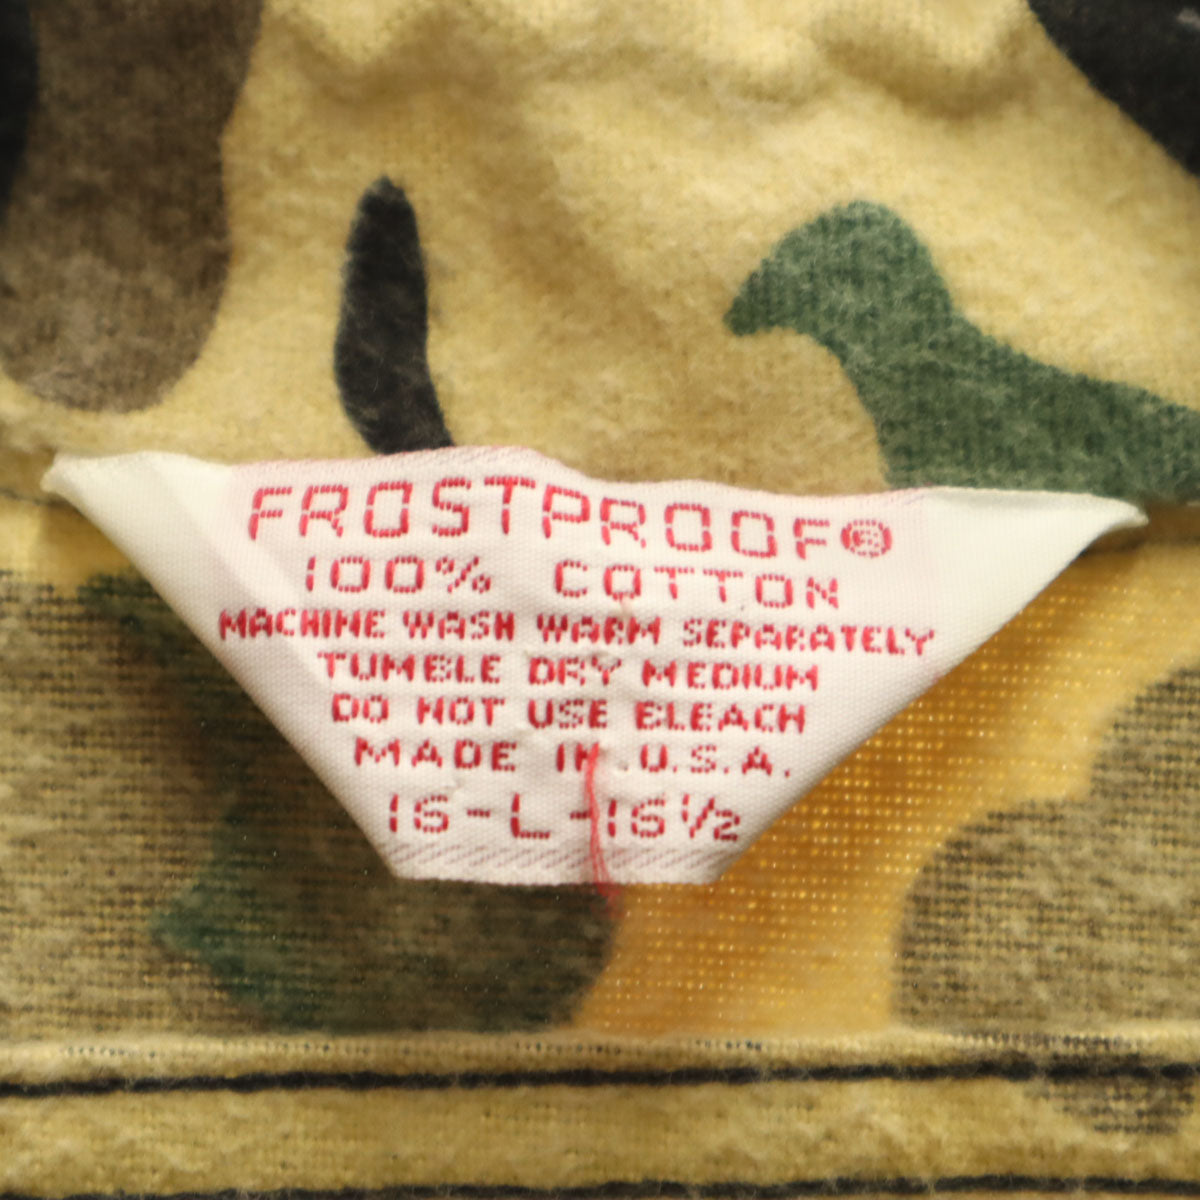 FROSTPROOF®
100% COTTON
MACHINE WASH WARM SEPARATELY
TUMBLE DRY MEDIUM
DO NOT USE BLEACH
MADE IN U.S.A.
16-L-16½